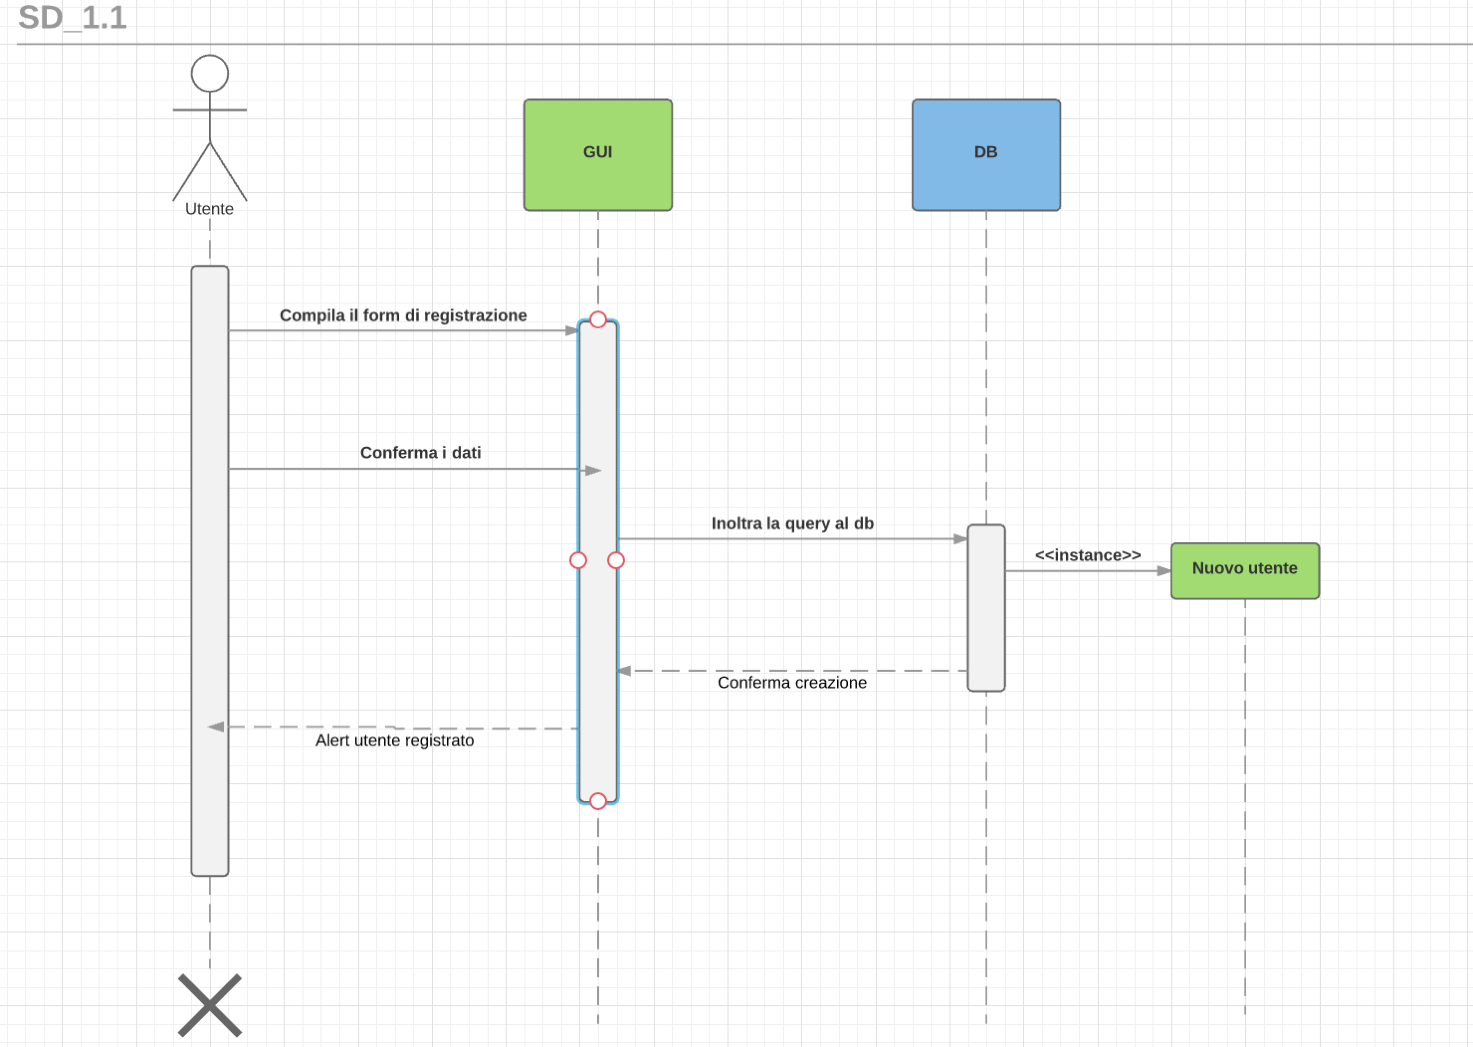 SD_1.1
Utente
GUI
DB
Compila il form di registrazione
Conferma i dati
Inoltra la query al db
<<instance>>
Nuovo utente
Conferma creazione
Alert utente registrato